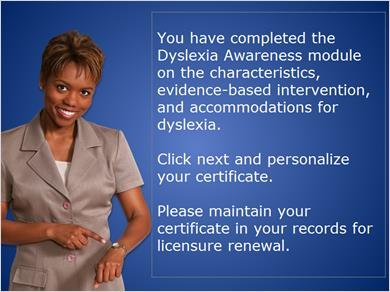 You have completed the
Dyslexia Awareness module
on the characteristics,
evidence-based intervention,
and accommodations for
dyslexia.
Click next and personalize
your certificate.
Please maintain your
certificate in your records for
licensure renewal.